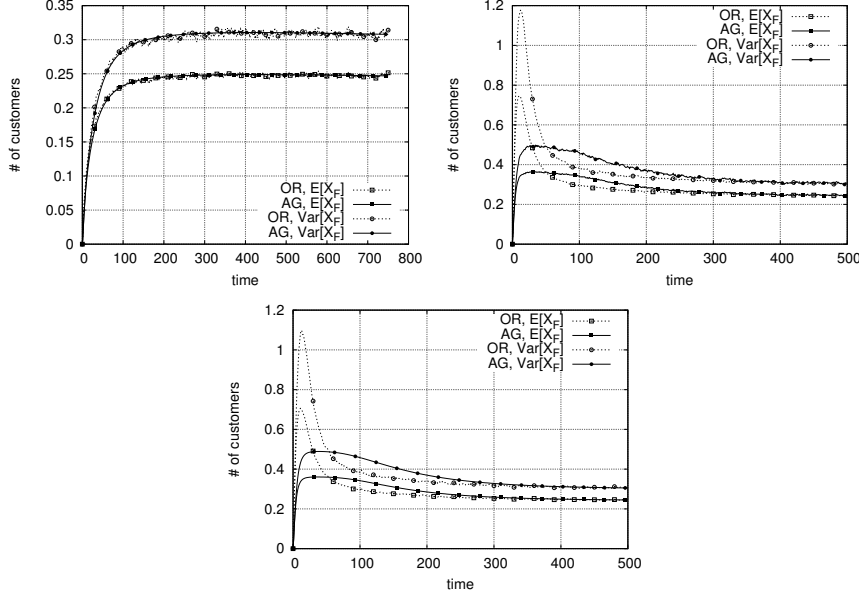 0.35
0.3
0.25
0.2
0.15
0.1
0.05
0
# of customers
OR, E[X_F]
AG, E[X_F]
OR, Var[X_F]
AG, Var[X_F]
0 100 200 300 400 500 600 700 800
time
1.2
1
0.8
0.6
0.4
0.2
0
# of customers
OR, E[X_F]
AG, E[X_F]
OR, Var[X_F]
AG, Var[X_F]
0 100 200 300 400 500
time
1.2
1
0.8
0.6
0.4
0.2
0
# of customers
OR, E[X_F]
AG, E[X_F]
OR, Var[X_F]
AG, Var[X_F]
0 100 200 300 400 500
time